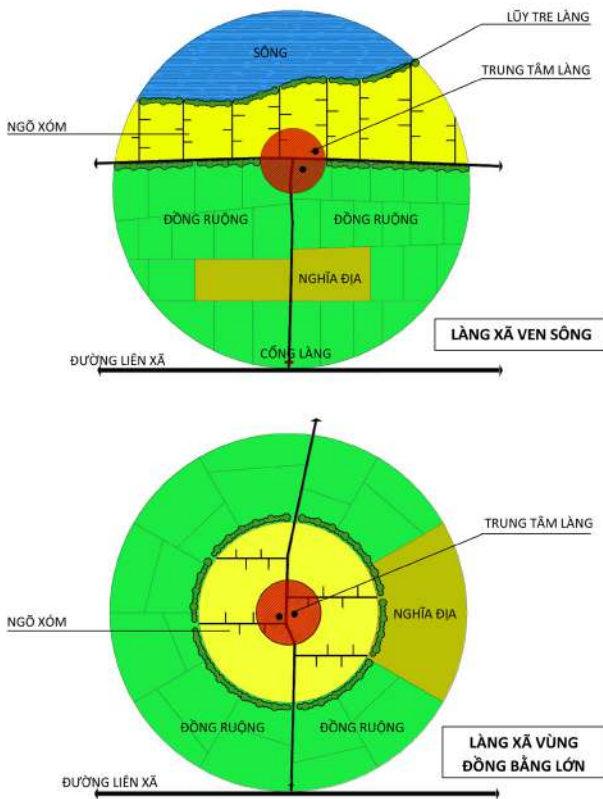 LŨY TRE LÀNG
SÔNG
TRUNG TÂM LÀNG
NGÕ XÓM
ĐỒNG RUỘNG
ĐỒNG RUỘNG
NGHĨA ĐỊA
LÀNG XÃ VEN SÔNG
CỔNG LÀNG
ĐƯỜNG LIÊN XÃ
TRUNG TÂM LÀNG
NGHĨA ĐỊA
NGÕ XÓM
ĐỒNG RUỘNG
ĐỒNG RUỘNG
LÀNG XÃ VÙNG
ĐỒNG BẰNG LỚN
ĐƯỜNG LIÊN XÃ